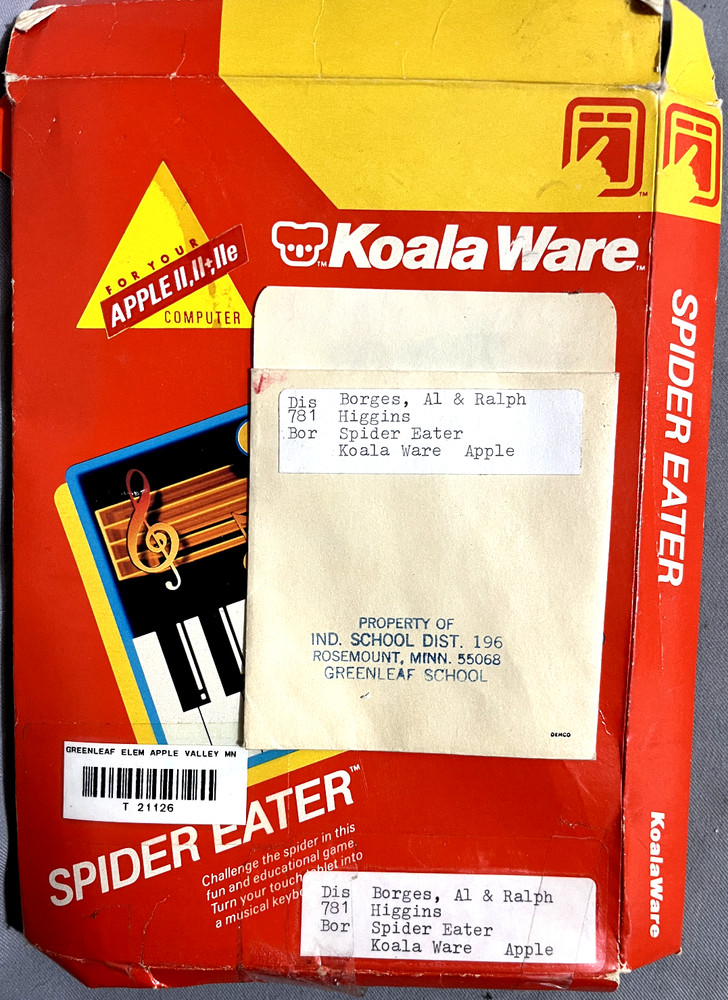 FOR YOUR
APPLE II,II+,IIe
COMPUTER
Koala Ware™
Dis Borges, Al & Ralph
781 Higgins
Bor Spider Eater
Koala Ware Apple
PROPERTY OF
IND. SCHOOL DIST. 196
ROSEMOUNT, MINN. 55068
GREENLEAF SCHOOL
DEMCO
GREENLEAF ELEM APPLE VALLEY MN
T 21126
SPIDER EATER™
Challenge the spider in this
fun and educational game.
Turn your touch tablet into
a musical keybo
Dis Borges, Al & Ralph
781 Higgins
Bor Spider Eater
Koala Ware Apple
SPIDER EATER
KoalaWare